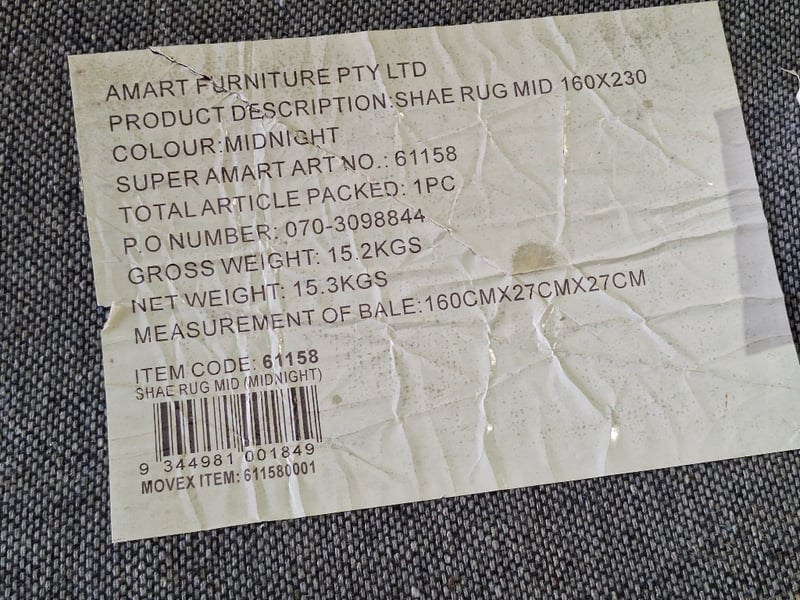 AMART FURNITURE PTY LTD
PRODUCT DESCRIPTION:SHAE RUG MID 160X230
COLOUR:MIDNIGHT
SUPER AMART ART NO.: 61158
TOTAL ARTICLE PACKED: 1PC
P.O NUMBER: 070-3098844
GROSS WEIGHT: 15.2KGS
NET WEIGHT: 15.3KGS
MEASUREMENT OF BALE:160CMX27CMX27CM
ITEM CODE: 61158
SHAE RUG MID (MIDNIGHT)
9 344981 001849
MOVEX ITEM: 611580001